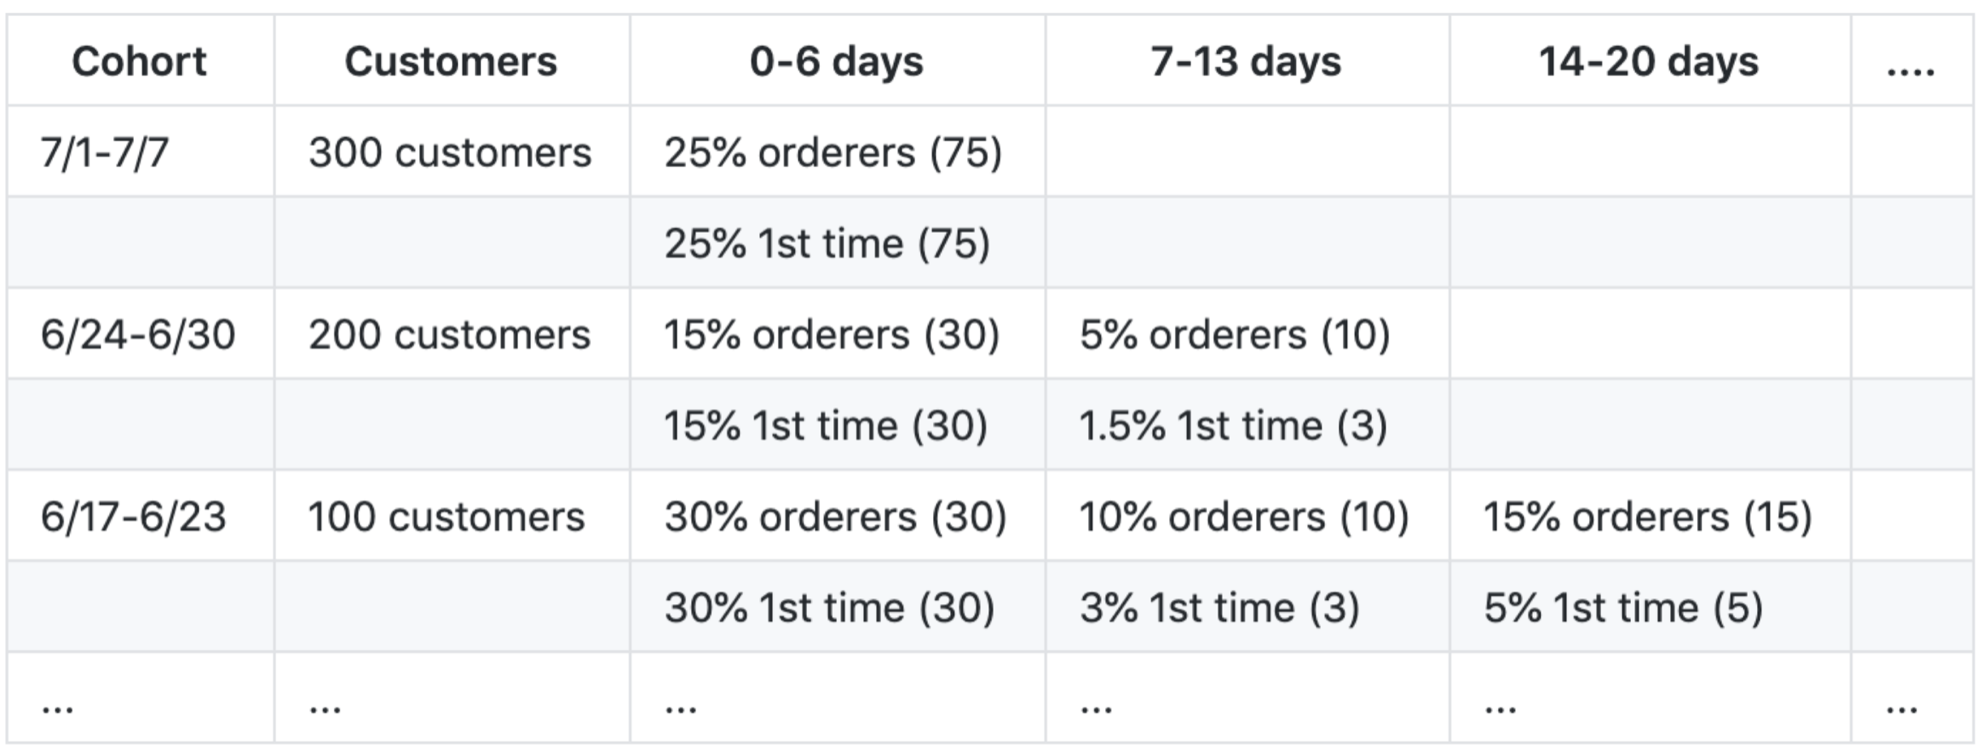 Cohort Customers 0-6 days 7-13 days 14-20 days ....
7/1-7/7 300 customers 25% orderers (75)
25% 1st time (75)
6/24-6/30 200 customers 15% orderers (30) 5% orderers (10)
15% 1st time (30) 1.5% 1st time (3)
6/17-6/23 100 customers 30% orderers (30) 10% orderers (10) 15% orderers (15)
30% 1st time (30) 3% 1st time (3) 5% 1st time (5)
... ... ... ... ... ...